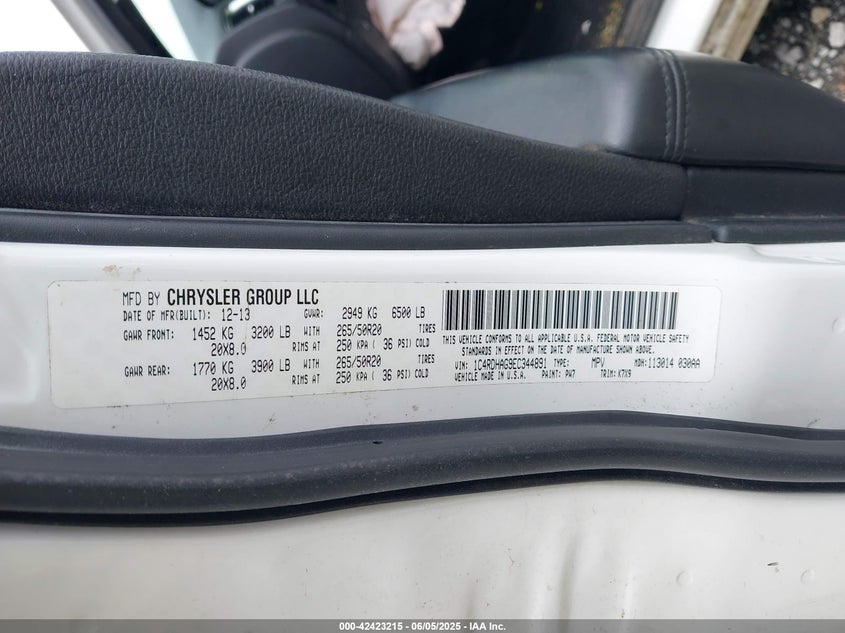 MFD BY CHRYSLER GROUP LLC
DATE OF MFR(BUILT): 12-13 GVWR: 2949 KG 6500 LB
GAWR FRONT: 1452 KG 3200 LB WITH 265/50R20 TIRES
20X8.0 RIMS AT 250 KPA ( 36 PSI) COLD
GAWR REAR: 1770 KG 3900 LB WITH 265/50R20 TIRES
20X8.0 RIMS AT 250 KPA ( 36 PSI) COLD
THIS VEHICLE CONFORMS TO ALL APPLICABLE U.S.A. FEDERAL MOTOR VEHICLE SAFETY
STANDARDS IN EFFECT ON THE DATE OF MANUFACTURE SHOWN ABOVE.
VIN: 1C4RDHAG9EC344891 TYPE: MPV MDH: 113014 030AA
VEHICLE MADE IN U.S.A. PAINT: PW7 TRIM: K7X9
000-42423215 - 06/05/2025 - IAA Inc.